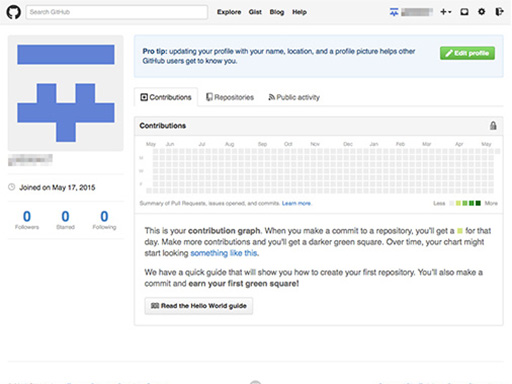 Search GitHub
Explore Gist Blog Help
Pro tip: updating your profile with your name, location, and a profile picture helps other
GitHub users get to know you.
Edit profile
Contributions Repositories Public activity
Contributions
May Jun Jul Aug Sep Oct Nov Dec Jan Feb Mar Apr May
M
W
F
Summary of Pull Requests, issues opened, and commits. Learn more. Less More
Joined on May 17, 2015
0 0 0
Followers Starred Following
This is your contribution graph. When you make a commit to a repository, you'll get a for that
day. Make more contributions and you'll get a darker green square. Over time, your chart might
start looking something like this.
We have a quick guide that will show you how to create your first repository. You'll also make a
commit and earn your first green square!
Read the Hello World guide